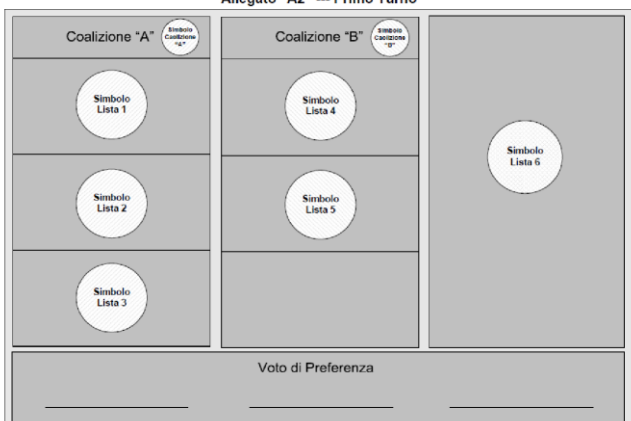 Allegato "A2" --- Primo Turno
Coalizione "A"
Simbolo
Coalizione
"A"
Simbolo
Lista 1
Simbolo
Lista 2
Simbolo
Lista 3
Coalizione "B"
Simbolo
Coalizione
"B"
Simbolo
Lista 4
Simbolo
Lista 5
Simbolo
Lista 6
Voto di Preferenza